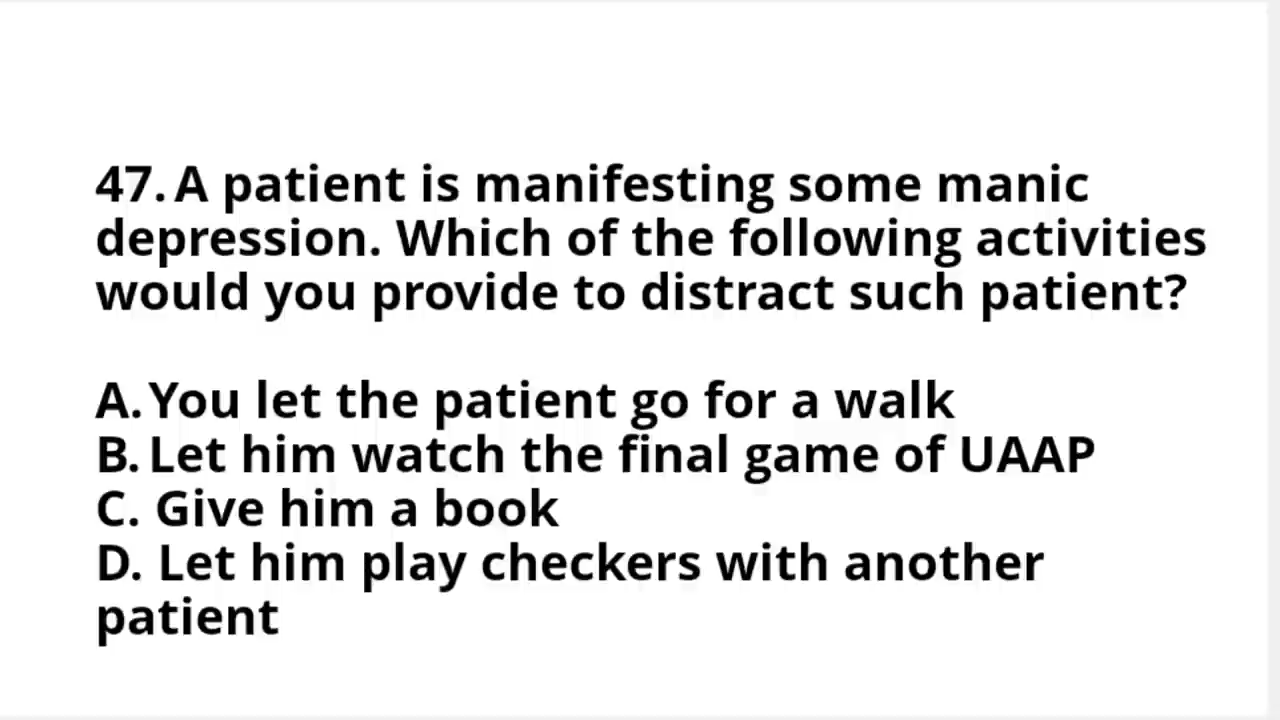 47. A patient is manifesting some manic
depression. Which of the following activities
would you provide to distract such patient?
A. You let the patient go for a walk
B. Let him watch the final game of UAAP
C. Give him a book
D. Let him play checkers with another
patient